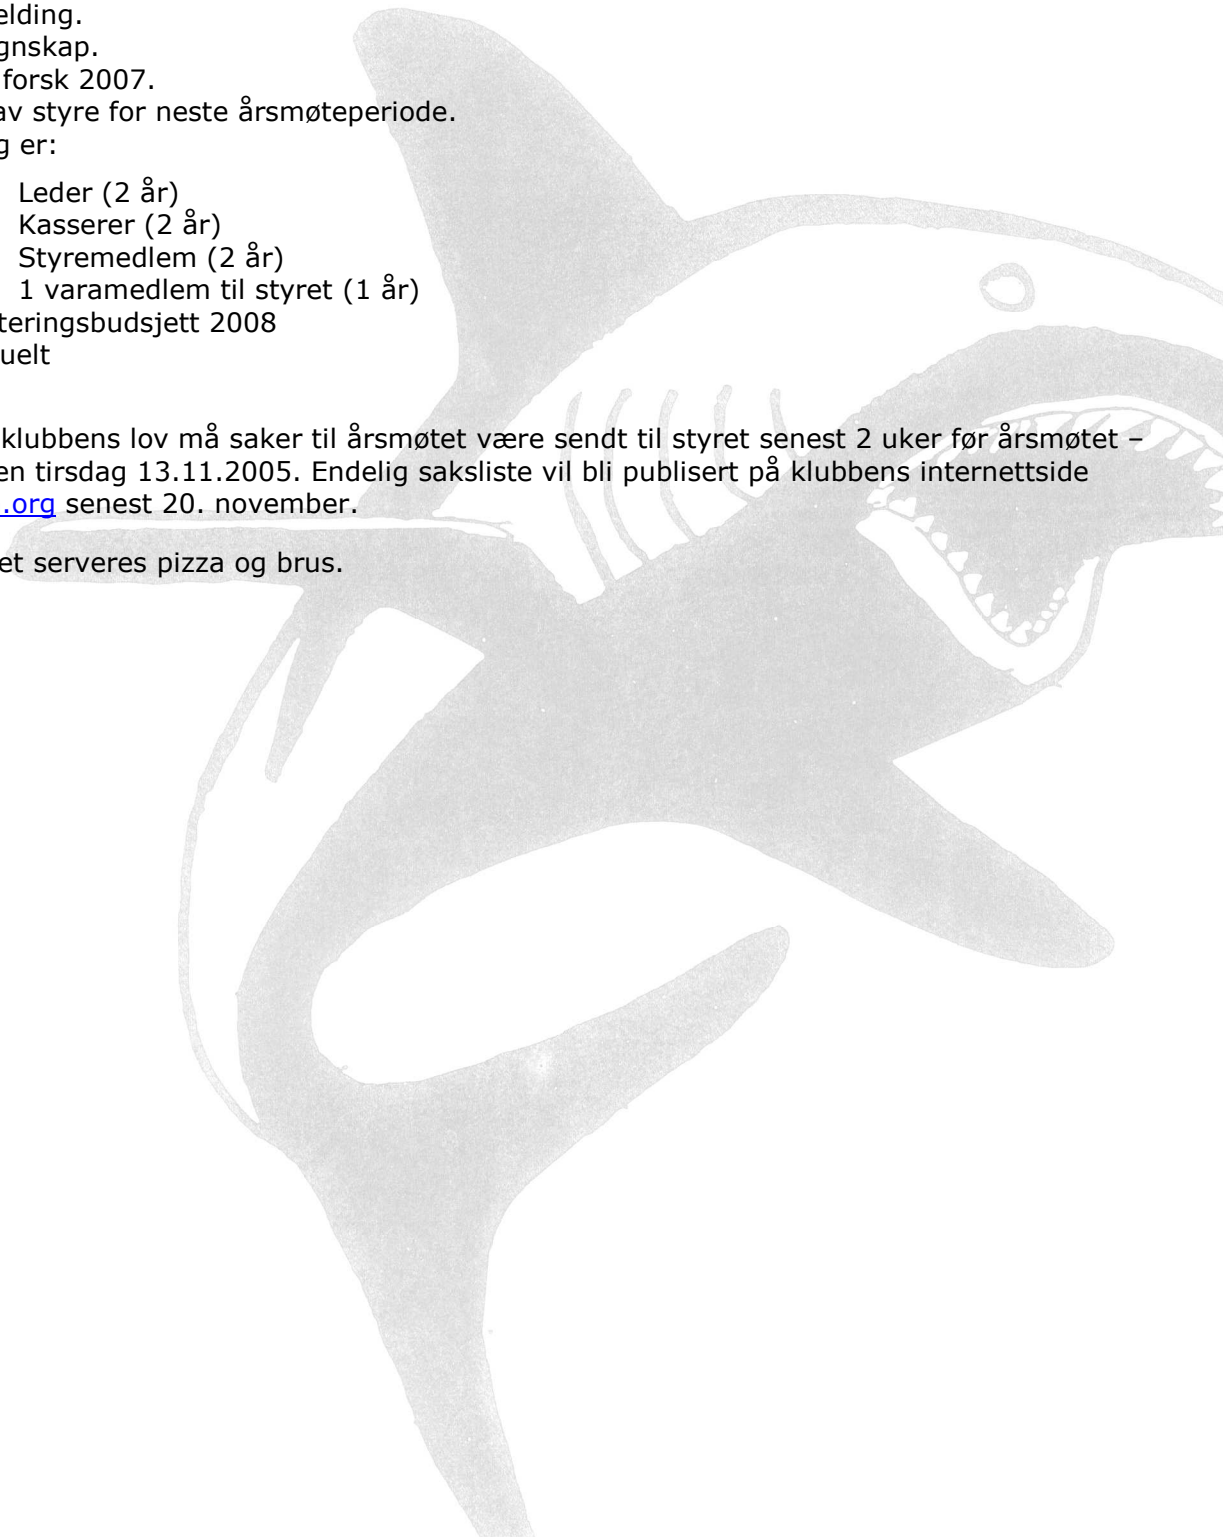 elding.
gnskap.
forsk 2007.
av styre for neste årsmøteperiode.
g er:
Leder (2 år)
Kasserer (2 år)
Styremedlem (2 år)
1 varamedlem til styret (1 år)
teringsbudsjett 2008
uelt
klubbens lov må saker til årsmøtet være sendt til styret senest 2 uker før årsmøtet –
en tirsdag 13.11.2005. Endelig saksliste vil bli publisert på klubbens internettside
.org senest 20. november.
et serveres pizza og brus.